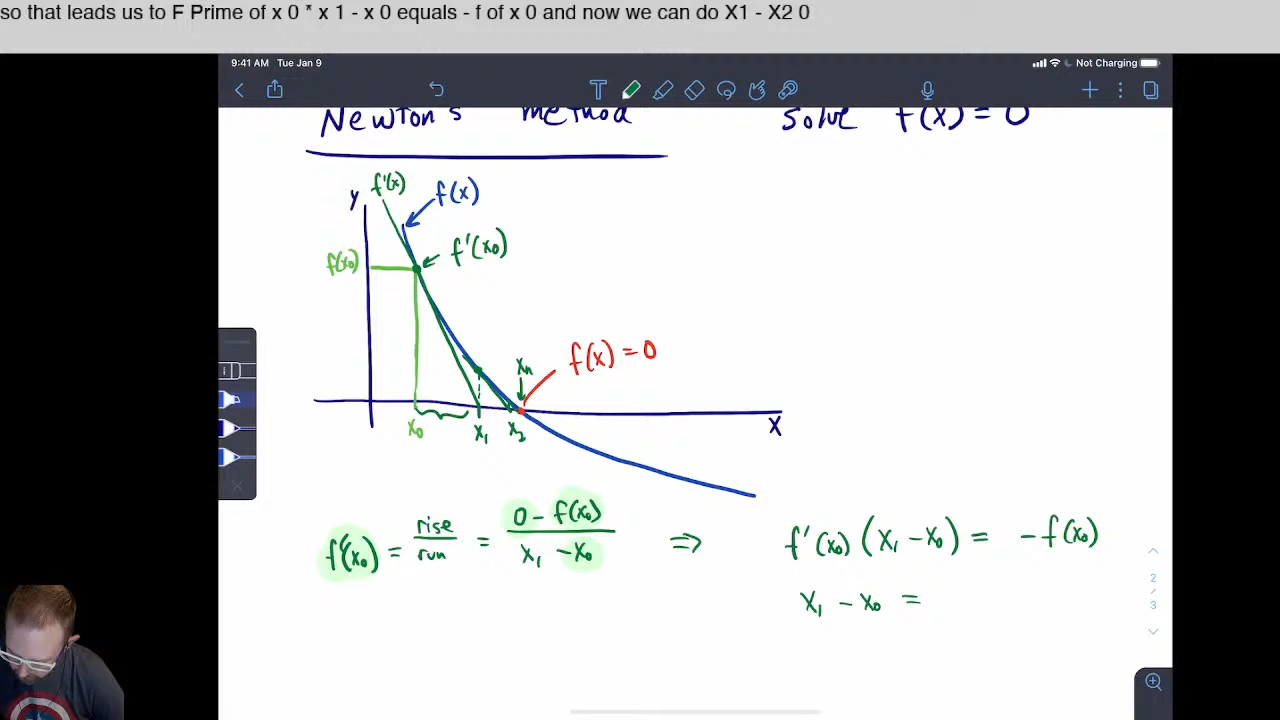 so that leads us to F Prime of x 0 * x 1 - x 0 equals - f of x 0 and now we can do X1 - X2 0
9:41 AM Tue Jan 9
Not Charging
Newton's method
solve f(x) = 0
y
f'(x)
f(x)
f'(x₀)
f(x₀)
f(x) = 0
xₙ
x₀ x₁ x₂
x
f'(x₀) = rise/run = (0 - f(x₀))/(x₁ - x₀) ⇒ f'(x₀) (x₁ - x₀) = - f(x₀)
x₁ - x₀ =
2
/
3